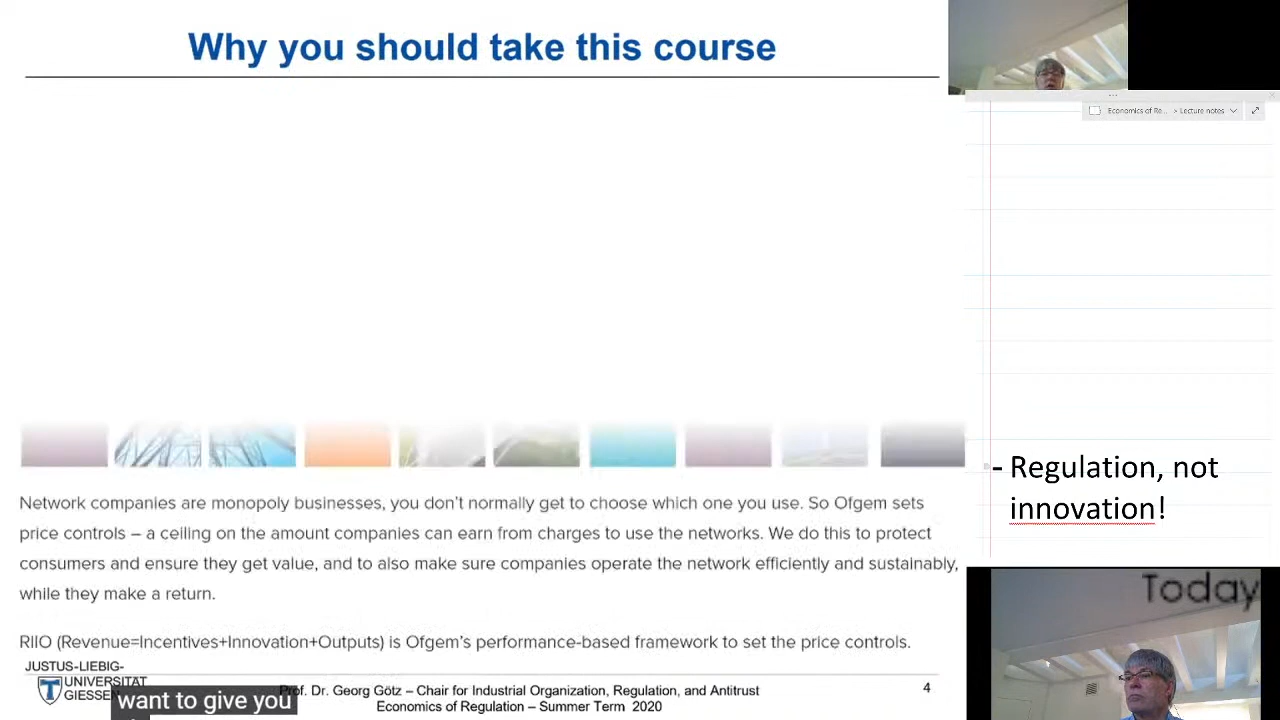 Why you should take this course
Economics of Re... > Lecture notes
- Regulation, not
innovation!
Network companies are monopoly businesses, you don't normally get to choose which one you use. So Ofgem sets
price controls – a ceiling on the amount companies can earn from charges to use the networks. We do this to protect
consumers and ensure they get value, and to also make sure companies operate the network efficiently and sustainably,
while they make a return.
RIIO (Revenue=Incentives+Innovation+Outputs) is Ofgem's performance-based framework to set the price controls.
Today
JUSTUS-LIEBIG-
UNIVERSITAT
GIESSEN
Prof. Dr. Georg Götz – Chair for Industrial Organization, Regulation, and Antitrust
Economics of Regulation – Summer Term 2020
4
want to give you